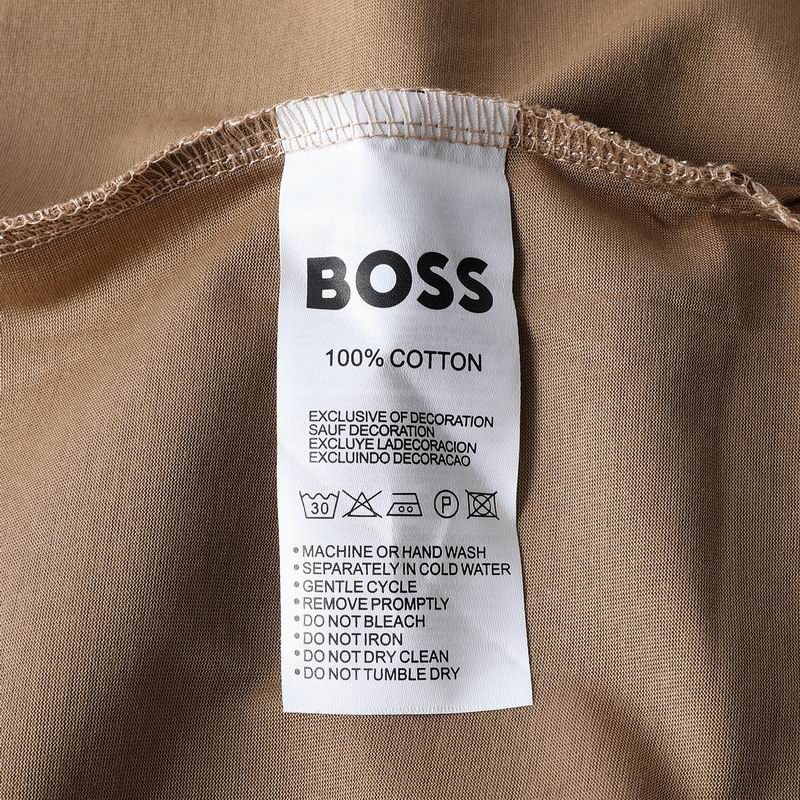 BOSS
100% COTTON
EXCLUSIVE OF DECORATION
SAUF DECORATION
EXCLUYE LADECORACION
EXCLUINDO DECORACAO
30 P
• MACHINE OR HAND WASH
• SEPARATELY IN COLD WATER
• GENTLE CYCLE
• REMOVE PROMPTLY
• DO NOT BLEACH
• DO NOT IRON
• DO NOT DRY CLEAN
• DO NOT TUMBLE DRY